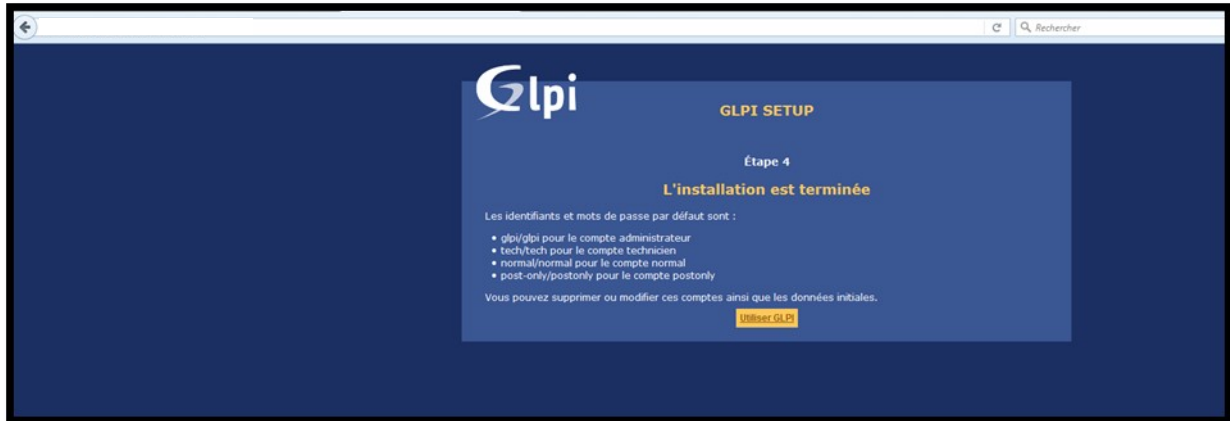 Rechercher
Glpi
GLPI SETUP
Étape 4
L'installation est terminée
Les identifiants et mots de passe par défaut sont :
• glpi/glpi pour le compte administrateur
• tech/tech pour le compte technicien
• normal/normal pour le compte normal
• post-only/postonly pour le compte postonly
Vous pouvez supprimer ou modifier ces comptes ainsi que les données initiales.
Utiliser GLPI